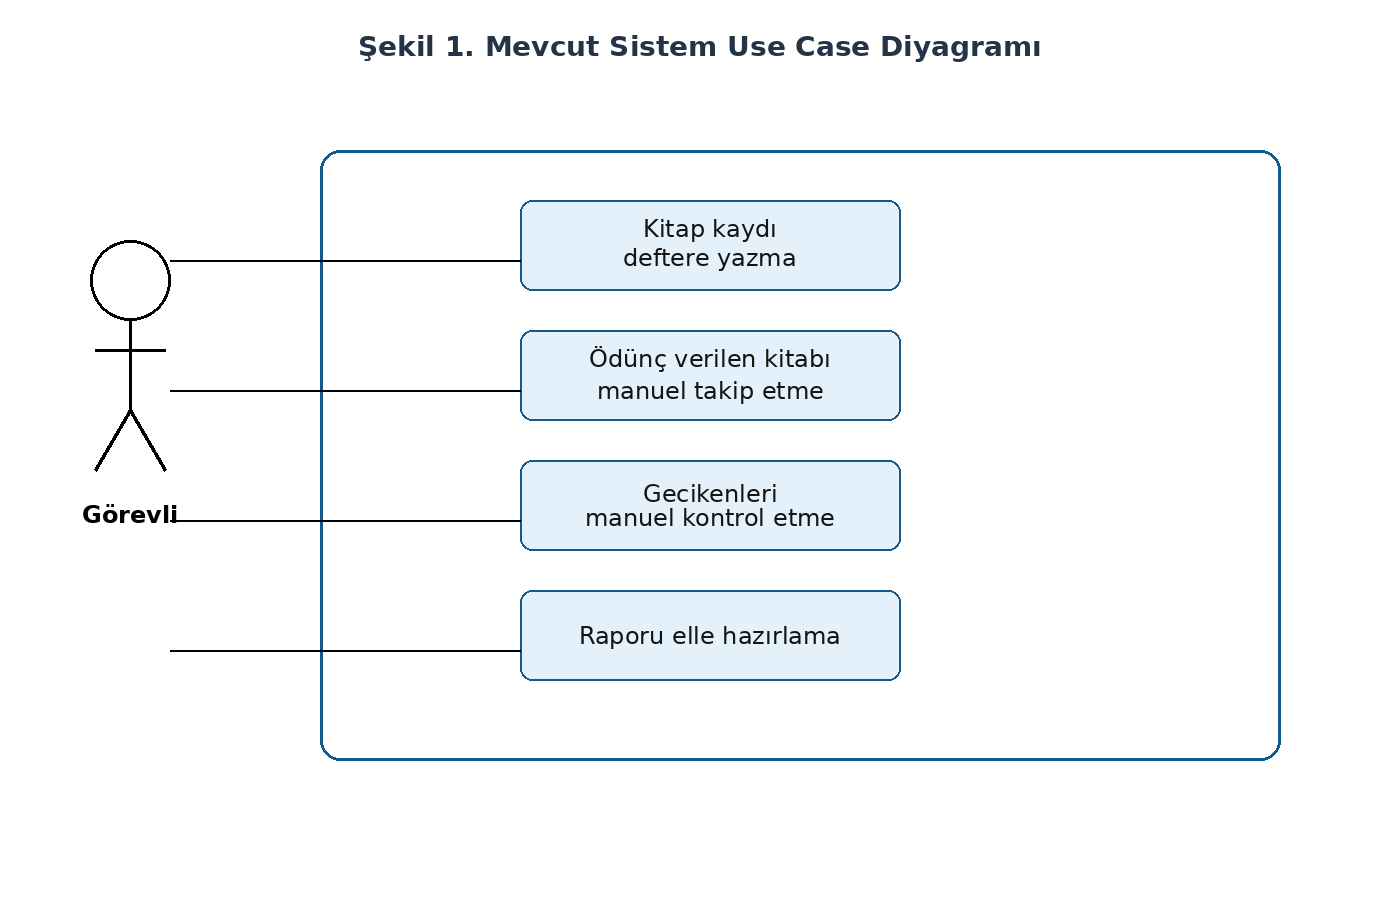 Şekil 1. Mevcut Sistem Use Case Diyagramı
Kitap kaydı
deftere yazma
Ödünç verilen kitabı
manuel takip etme
Gecikenleri
manuel kontrol etme
Görevli
Raporu elle hazırlama